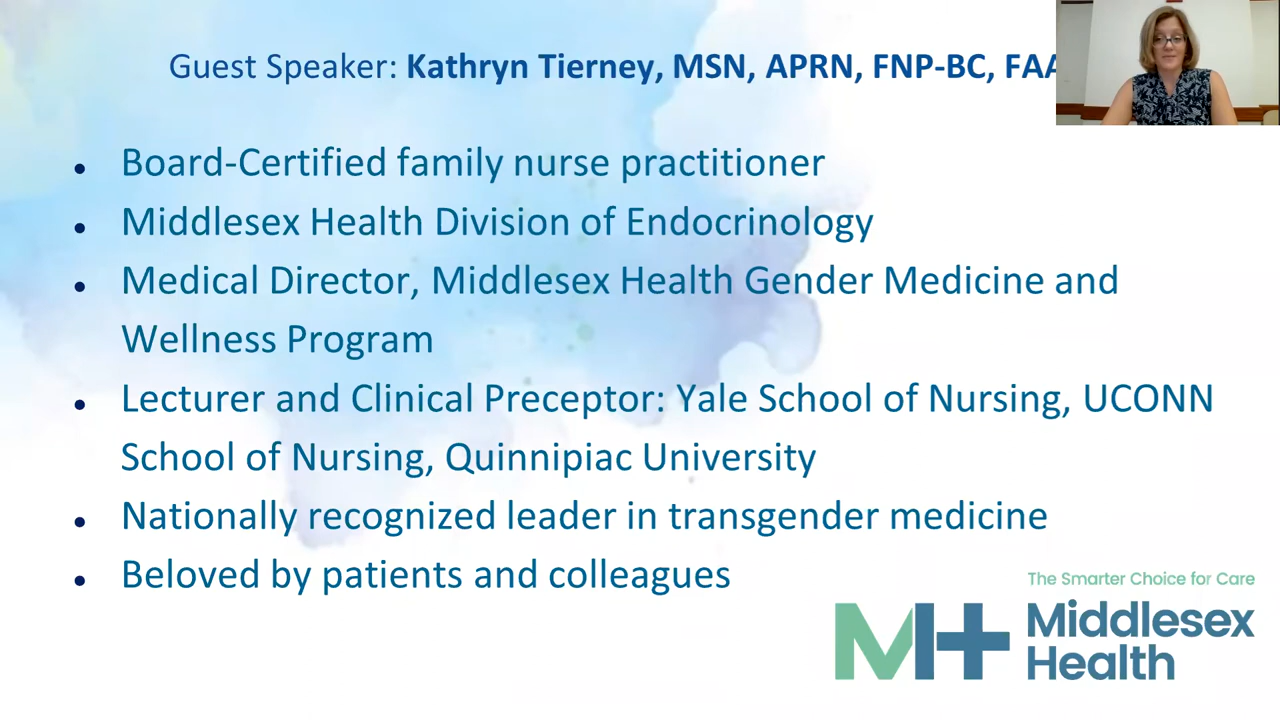 Guest Speaker: Kathryn Tierney, MSN, APRN, FNP-BC,
• Board-Certified family nurse practitioner
• Middlesex Health Division of Endocrinology
• Medical Director, Middlesex Health Gender Medicine and
Wellness Program
• Lecturer and Clinical Preceptor: Yale School of Nursing, UCONN
School of Nursing, Quinnipiac University
• Nationally recognized leader in transgender medicine
• Beloved by patients and colleagues
The Smarter Choice for Care
Middlesex
Health